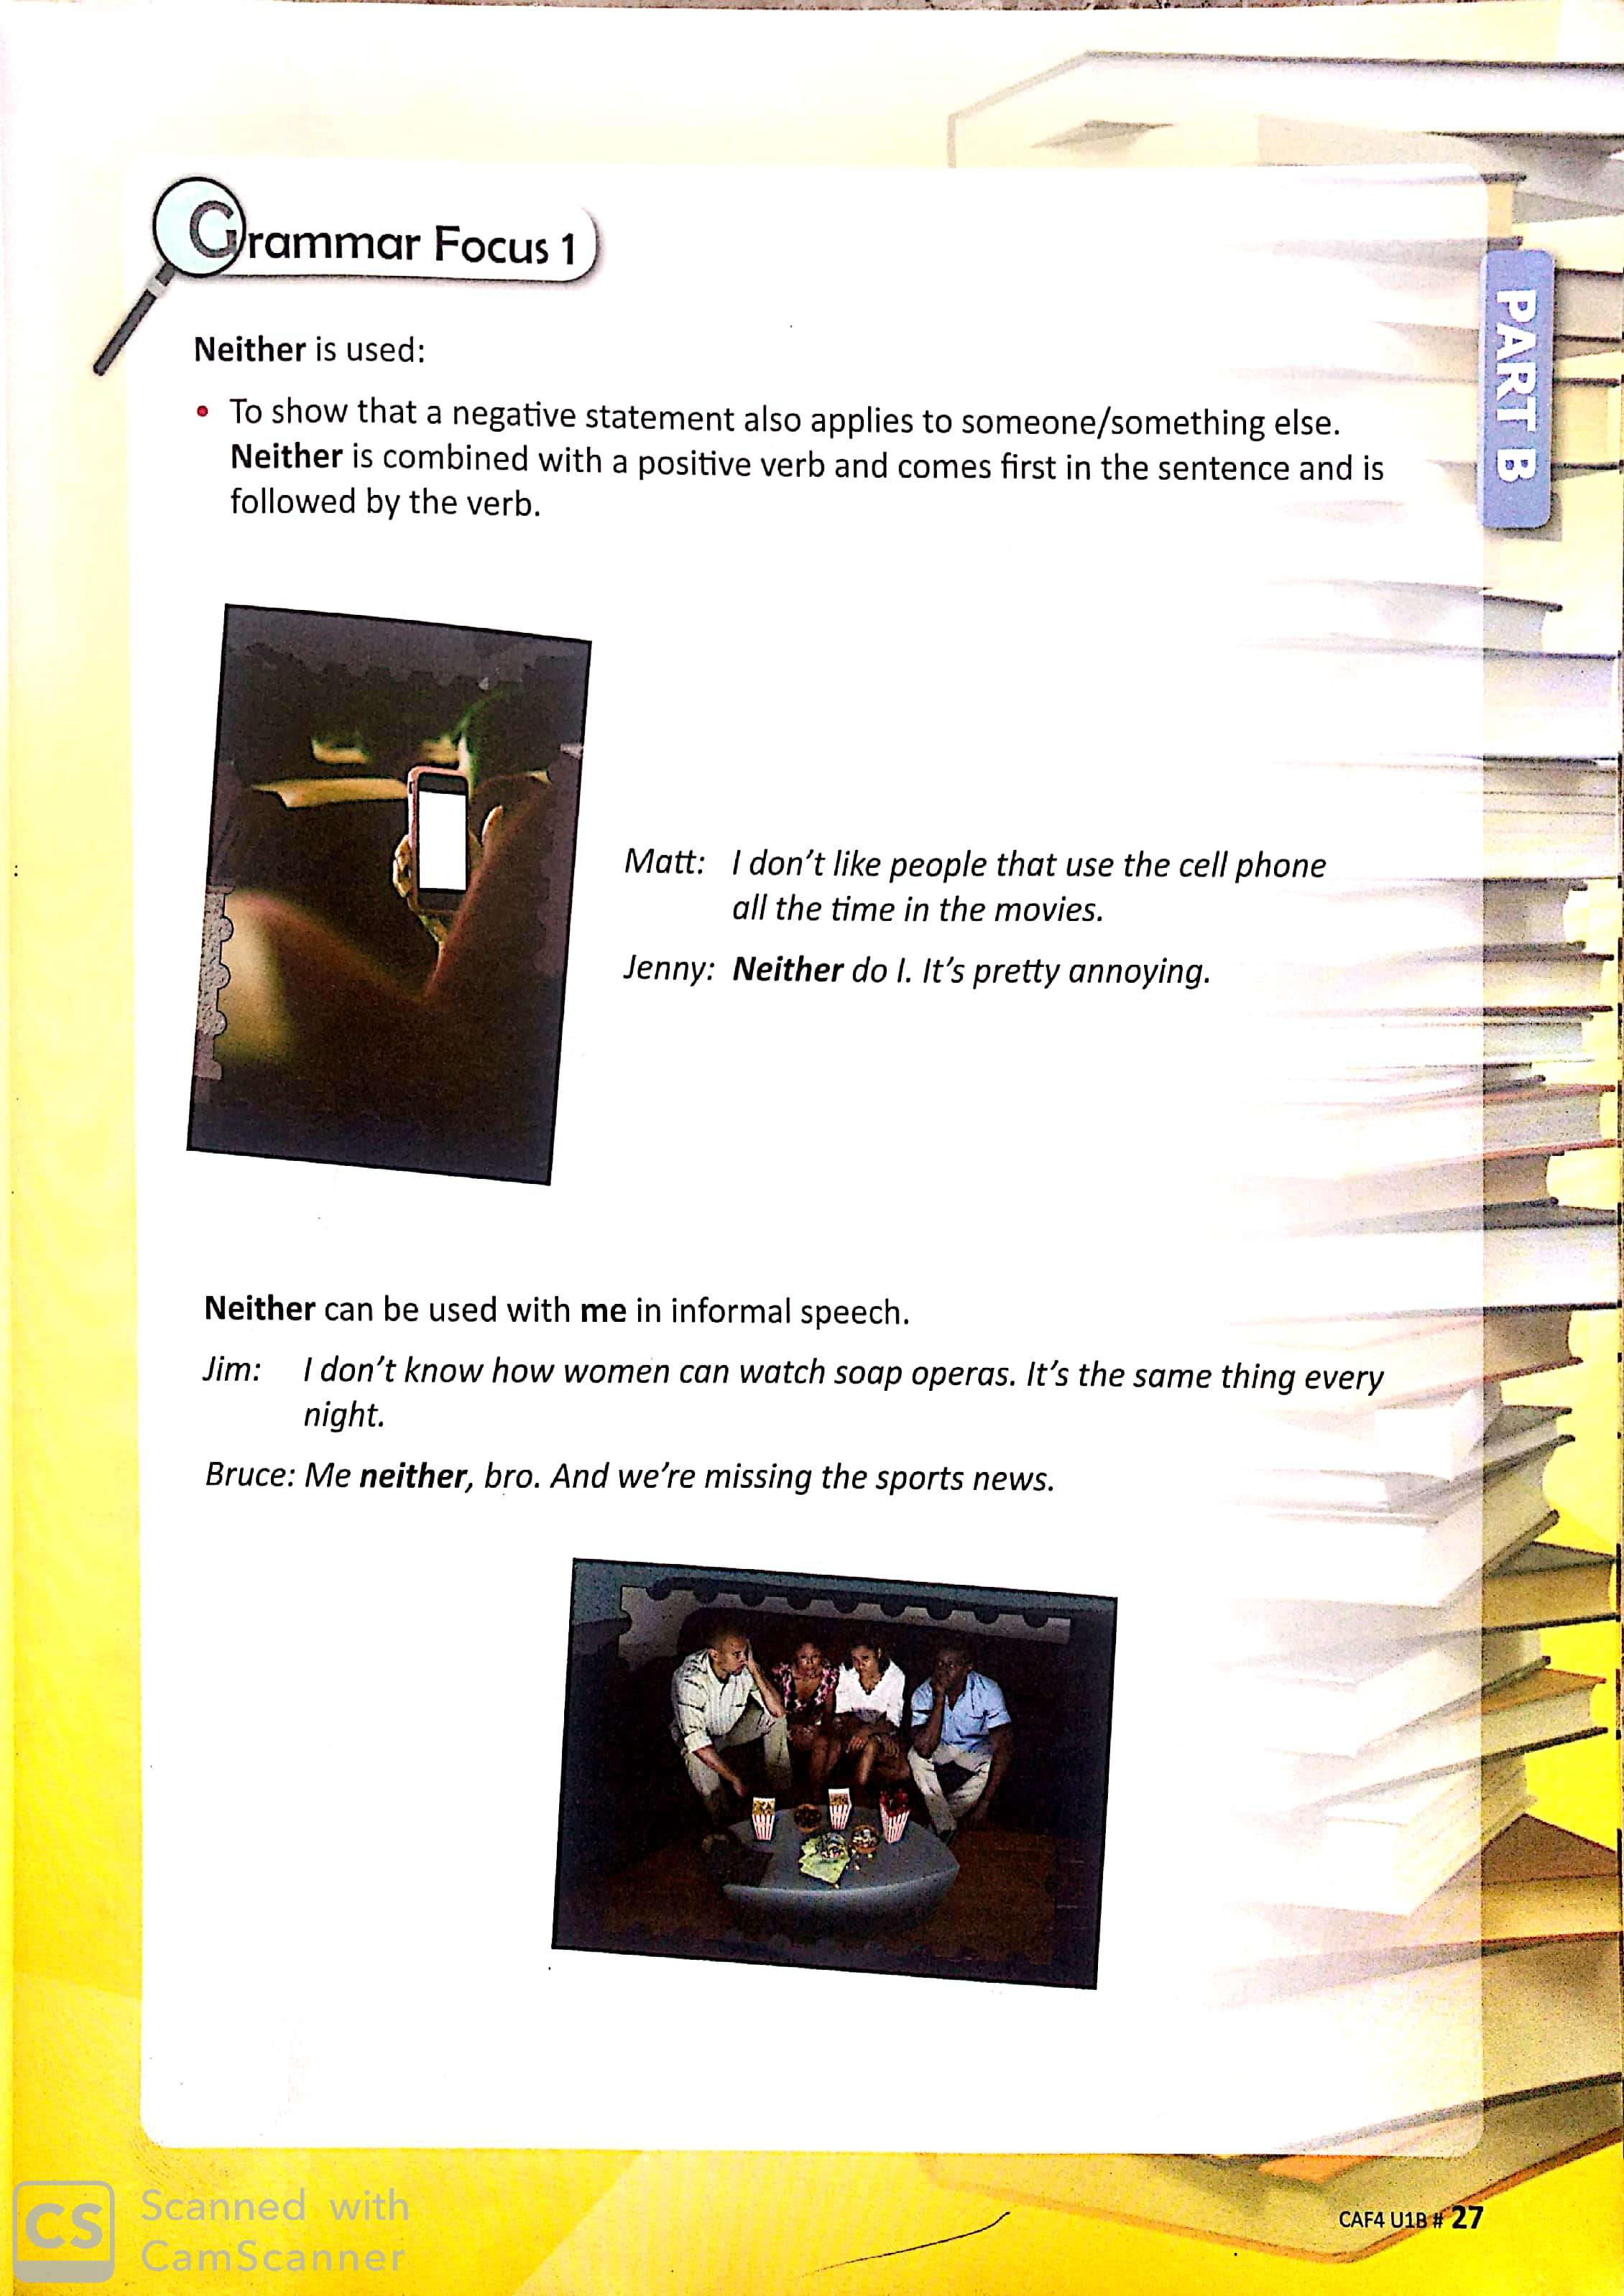 Grammar Focus 1
PART B
Neither is used:
• To show that a negative statement also applies to someone/something else.
Neither is combined with a positive verb and comes first in the sentence and is
followed by the verb.
Matt: I don't like people that use the cell phone
all the time in the movies.
Jenny: Neither do I. It's pretty annoying.
Neither can be used with me in informal speech.
Jim: I don't know how women can watch soap operas. It's the same thing every
night.
Bruce: Me neither, bro. And we're missing the sports news.
CAF4 U1B # 27
CS Scanned with
CamScanner